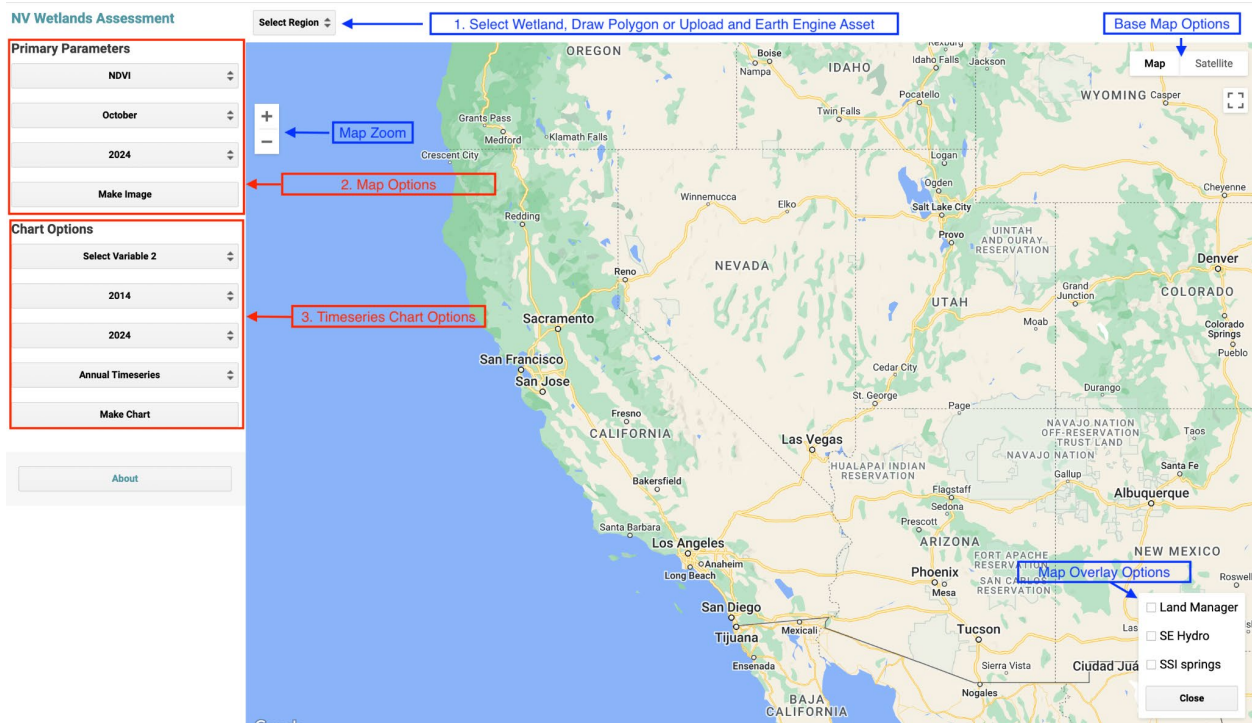 NV Wetlands Assessment
Select Region
1. Select Wetland, Draw Polygon or Upload and Earth Engine Asset
Base Map Options
Primary Parameters
NDVI
October
2024
Make Image
2. Map Options
Chart Options
Select Variable 2
2014
2024
Annual Timeseries
Make Chart
3. Timeseries Chart Options
About
+
−
Map Zoom
Map
Satellite
OREGON
Boise
Nampa
IDAHO
Rexburg
Idaho Falls
Jackson
Pocatello
Twin Falls
WYOMING
Casper
Grants Pass
Medford
Klamath Falls
Crescent City
Logan
Ogden
Salt Lake City
Provo
Cheyenne
Winnemucca
Elko
Redding
UINTAH
AND OURAY
RESERVATION
Reno
NEVADA
Denver
Grand
Junction
COLORADO
UTAH
Sacramento
Moab
Colorado
Springs
Pueblo
San Francisco
San Jose
Cedar City
St. George
Durango
Page
Fresno
CALIFORNIA
NAVAJO NATION
OFF-RESERVATION
TRUST LAND
Taos
Las Vegas
NAVAJO NATION
HUALAPAI INDIAN
RESERVATION
Gallup
Santa Fe
Bakersfield
Flagstaff
Sedona
Albuquerque
Santa Barbara
Prescott
Los Angeles
Anaheim
Long Beach
ARIZONA
FORT APACHE
RESERVATION
NEW MEXICO
Phoenix
Mesa
SAN CARLOS
RESERVATION
Map Overlay Options
Roswell
San Diego
Tijuana
Mexicali
Tucson
Las
Ensenada
Sierra Vista
Nogales
Ciudad Juá
BAJA
CALIFORNIA
Land Manager
SE Hydro
SSI springs
Close